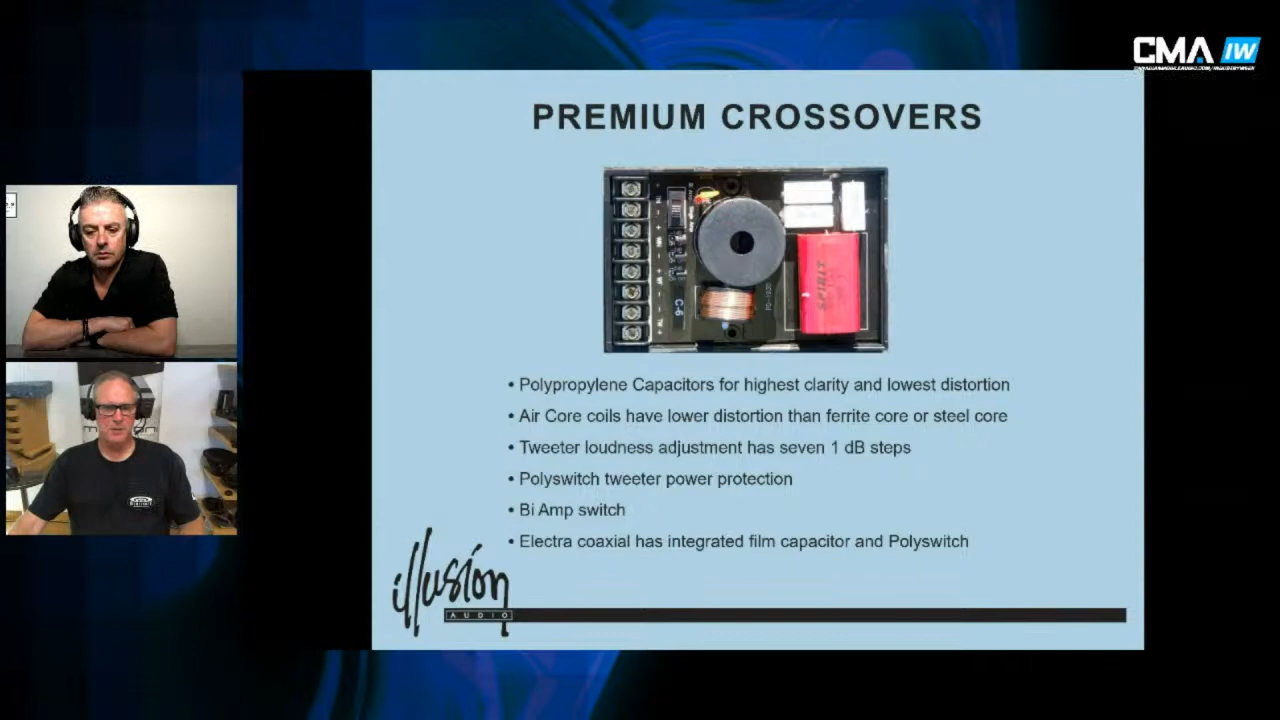 CMA IW
PREMIUM CROSSOVERS
SPIRIT
C-6
• Polypropylene Capacitors for highest clarity and lowest distortion
• Air Core coils have lower distortion than ferrite core or steel core
• Tweeter loudness adjustment has seven 1 dB steps
• Polyswitch tweeter power protection
• Bi Amp switch
• Electra coaxial has integrated film capacitor and Polyswitch
illusion
AUDIO